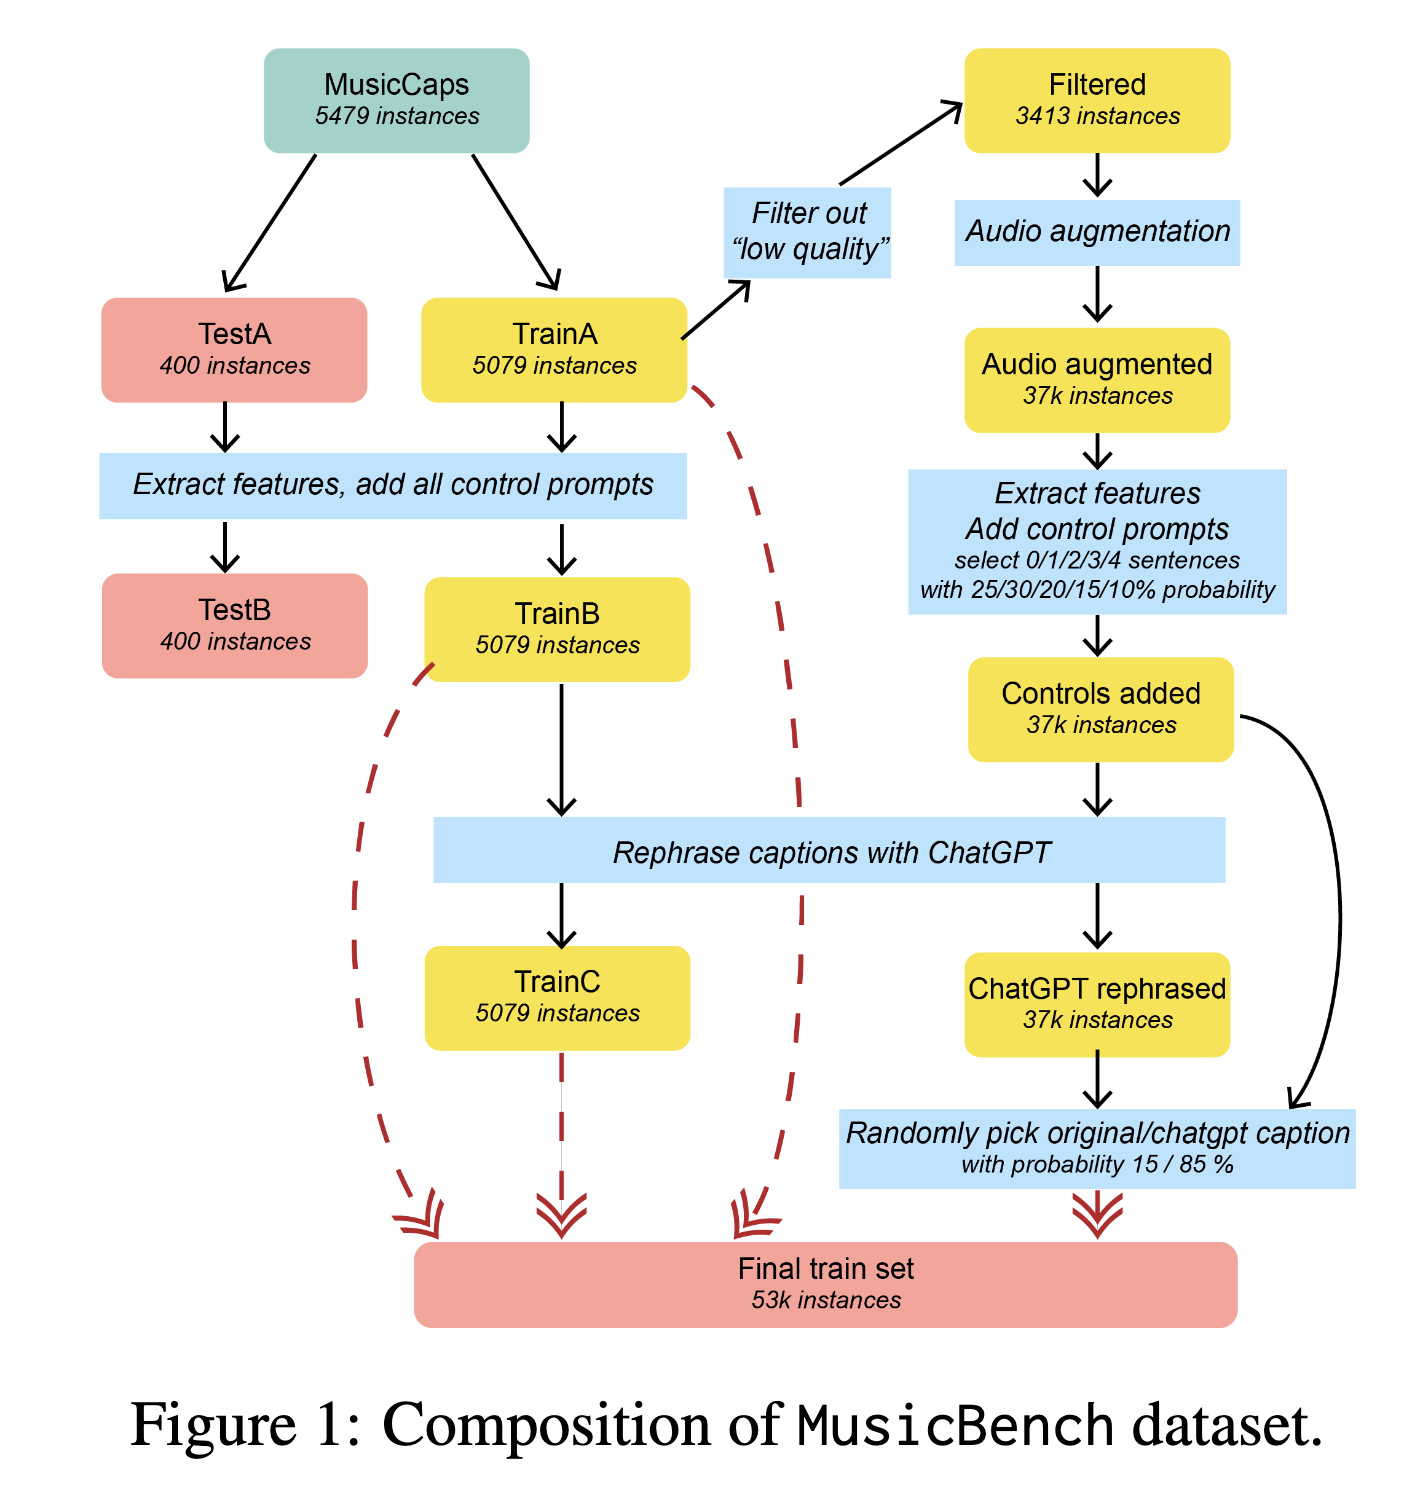 MusicCaps
5479 instances
TestA
400 instances
TrainA
5079 instances
Extract features, add all control prompts
TestB
400 instances
TrainB
5079 instances
Filter out
“low quality”
Filtered
3413 instances
Audio augmentation
Audio augmented
37k instances
Extract features
Add control prompts
select 0/1/2/3/4 sentences
with 25/30/20/15/10% probability
Controls added
37k instances
Rephrase captions with ChatGPT
TrainC
5079 instances
ChatGPT rephrased
37k instances
Randomly pick original/chatgpt caption
with probability 15 / 85 %
Final train set
53k instances
Figure 1: Composition of MusicBench dataset.